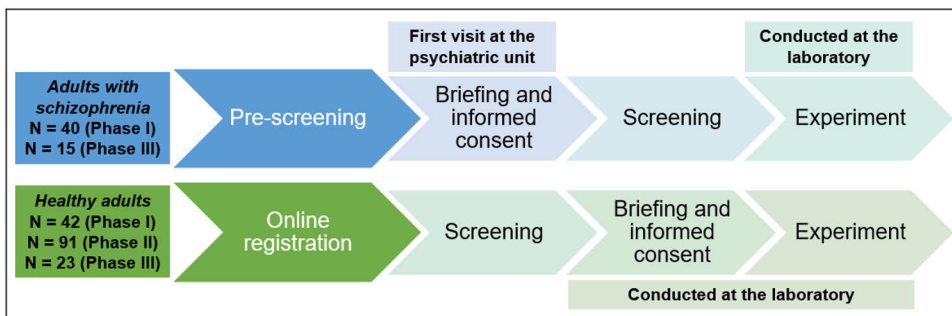 First visit at the
psychiatric unit
Conducted at the
laboratory
Adults with
schizophrenia
N = 40 (Phase I)
N = 15 (Phase III)
Pre-screening
Briefing and
informed
consent
Screening
Experiment
Healthy adults
N = 42 (Phase I)
N = 91 (Phase II)
N = 23 (Phase III)
Online
registration
Screening
Briefing and
informed
consent
Experiment
Conducted at the laboratory